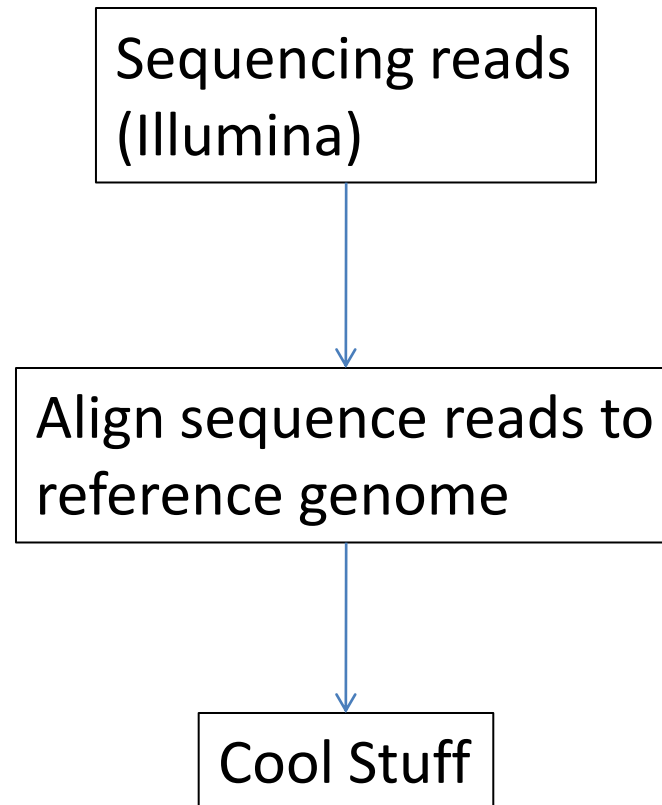 Sequencing reads
(Illumina)
Align sequence reads to
reference genome
Cool Stuff